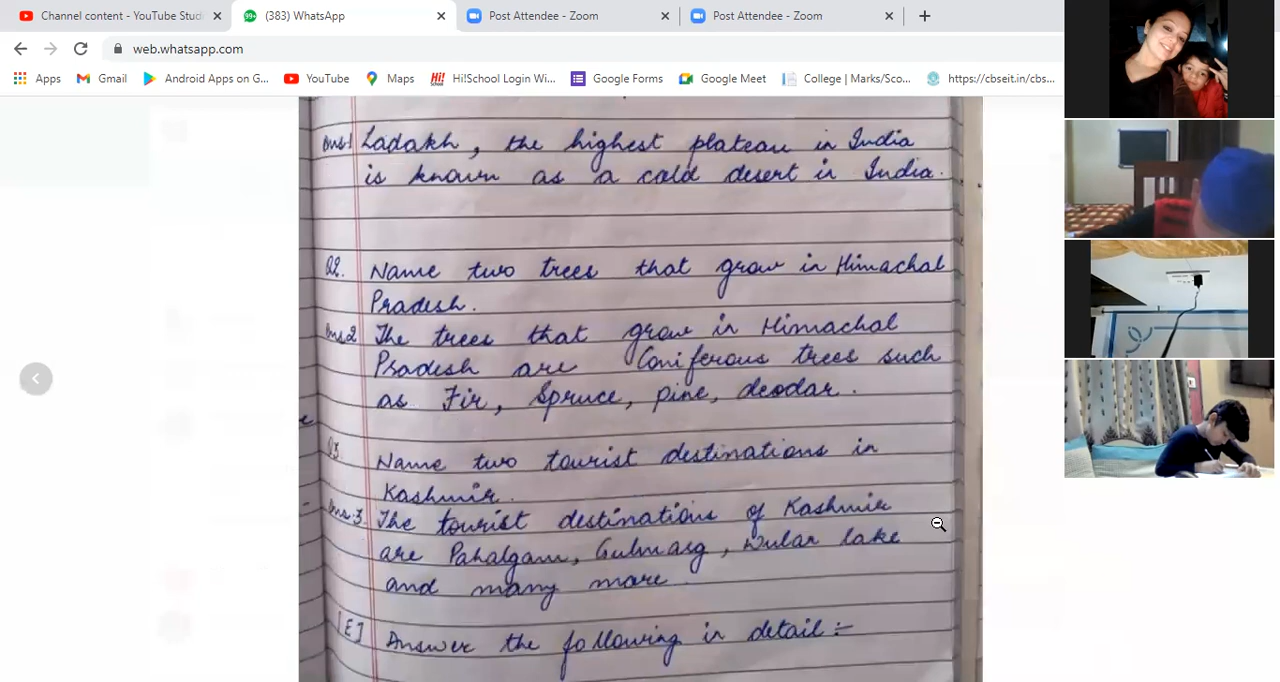 Channel content - YouTube Stud
(383) WhatsApp
Post Attendee - Zoom
Post Attendee - Zoom
web.whatsapp.com
Apps
Gmail
Android Apps on G...
YouTube
Maps
Hi!School Login Wi...
Google Forms
Google Meet
College | Marks/Sco...
https://cbseit.in/cbs...
Ans1 Ladakh, the highest plateau in India
is known as a cold desert in India.
Q2. Name two trees that grow in Himachal
Pradesh.
Ans2 The trees that grow in Himachal
Pradesh are Coniferous trees such
as Fir, Spruce, pine, deodar.
Q3 Name two tourist destinations in
Kashmir.
Ans.3. The tourist destinations of Kashmir
are Pahalgam, Gulmarg, Wular lake
and many more
[E] Answer the following in detail :-